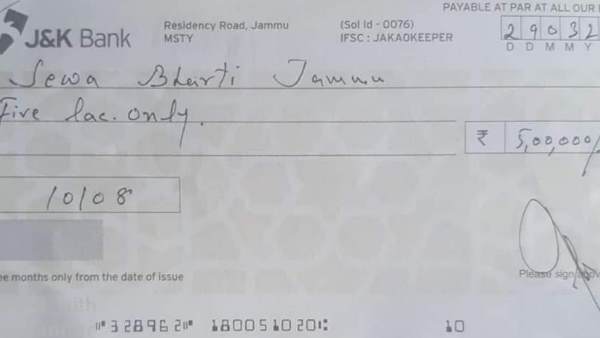 PAYABLE AT PAR AT ALL OUR
J&K Bank
Residency Road, Jammu
MSTY
(Sol Id - 0076)
IFSC : JAKA0KEEPER
2 9 0 3 2
D D M M Y
Sewa Bharti Jammu
Five lac. only.
₹ 5,00,000/
10108
ee months only from the date of issue
Please sign above
⑈328962⑈ 180051020⑆ 10